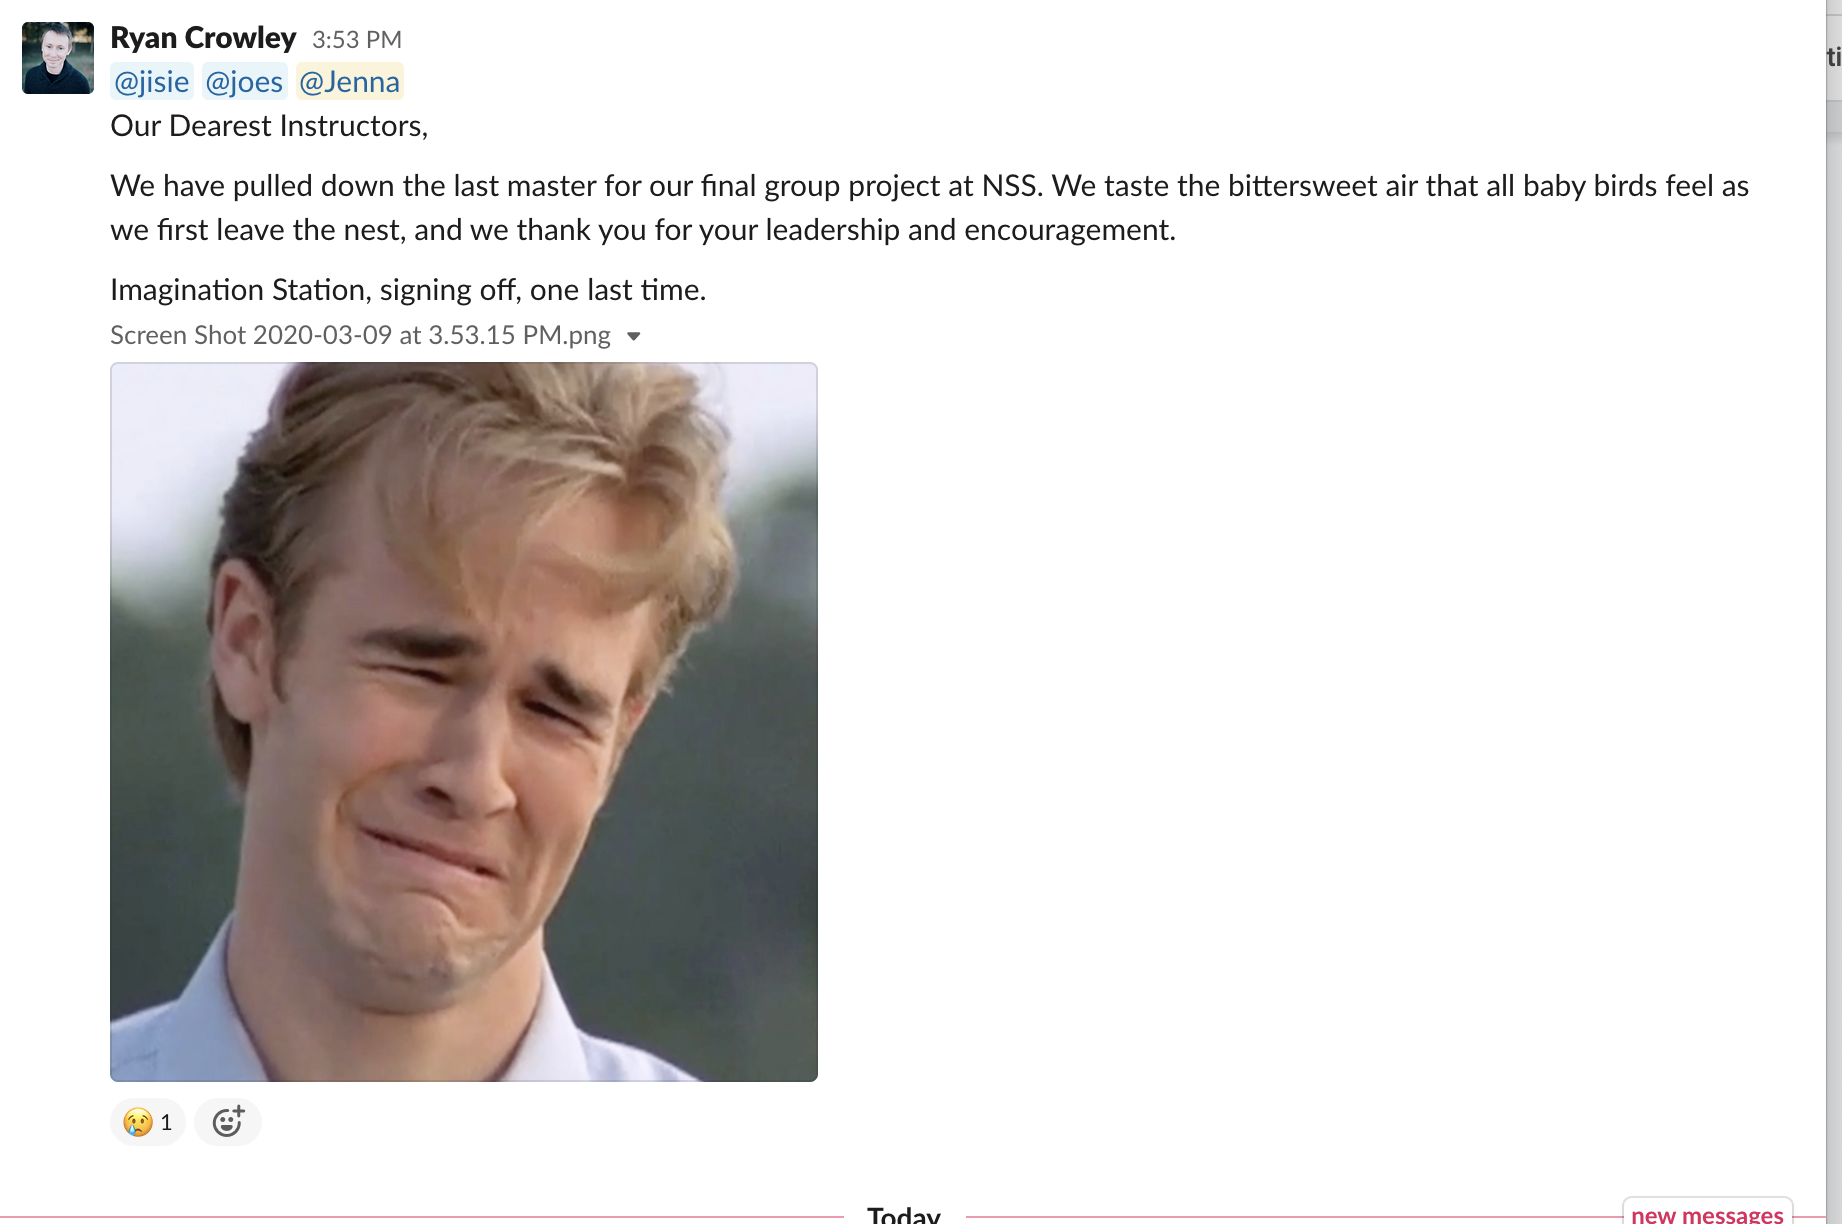 Ryan Crowley 3:53 PM
@jisie @joes @Jenna
Our Dearest Instructors,
We have pulled down the last master for our final group project at NSS. We taste the bittersweet air that all baby birds feel as
we first leave the nest, and we thank you for your leadership and encouragement.
Imagination Station, signing off, one last time.
Screen Shot 2020-03-09 at 3.53.15 PM.png
1
Today
new messages